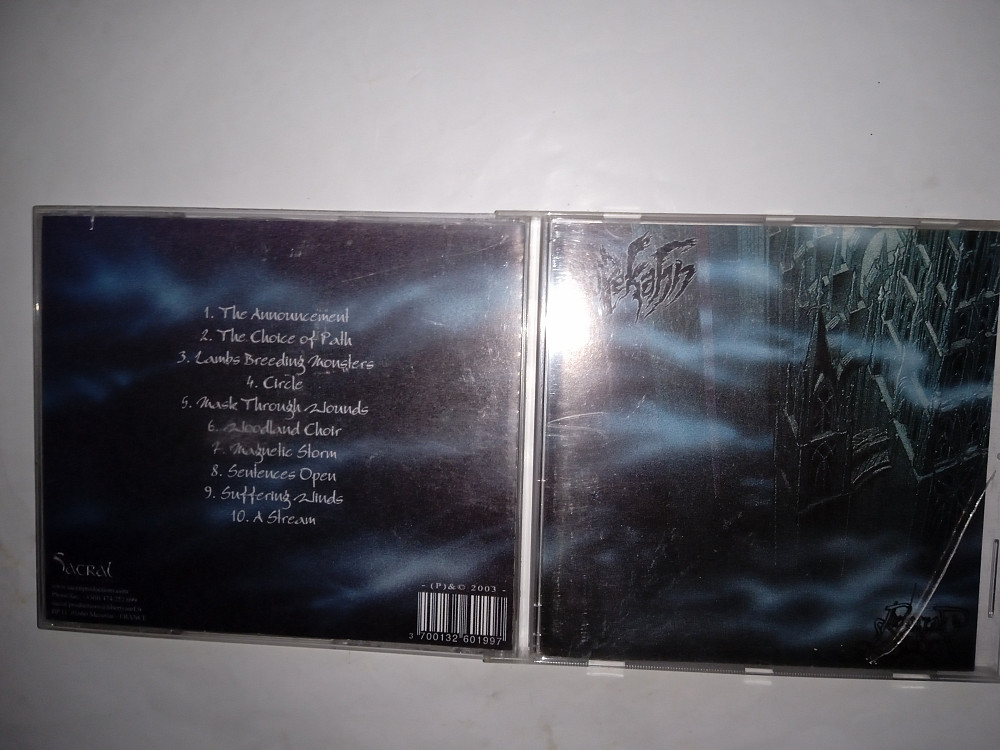 1. The Announcement
2. The Choice of Path
3. Lambs Breeding Monsters
4. Circle
5. Mask Through Wounds
6. Woodland Choir
7. Magnetic Storm
8. Sentences Open
9. Suffering Winds
10. A Stream
Sacral
- (P)&© 2003 -
3 700132 601997